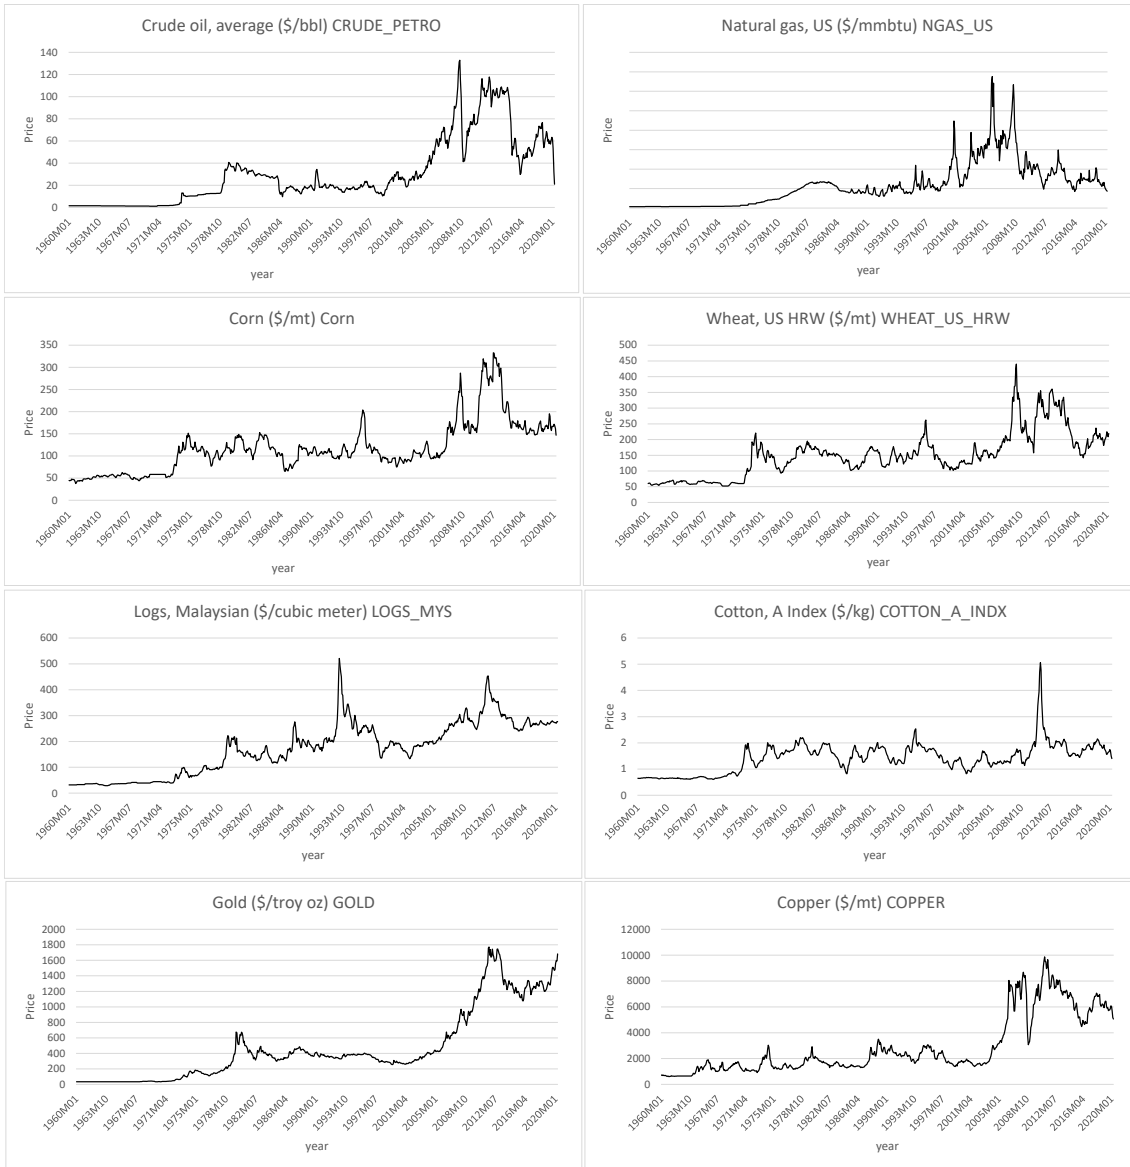 Crude oil, average ($/bbl) CRUDE_PETRO
140
120
100
80
60
40
20
0
Price
1960M01
1963M10
1967M07
1971M04
1975M01
1978M10
1982M07
1986M04
1990M01
1993M10
1997M07
2001M04
2005M01
2008M10
2012M07
2016M04
2020M01
year
Natural gas, US ($/mmbtu) NGAS_US
Price
1960M01
1963M10
1967M07
1971M04
1975M01
1978M10
1982M07
1986M04
1990M01
1993M10
1997M07
2001M04
2005M01
2008M10
2012M07
2016M04
2020M01
year
Corn ($/mt) Corn
350
300
250
200
150
100
50
0
Price
1960M01
1963M10
1967M07
1971M04
1975M01
1978M10
1982M07
1986M04
1990M01
1993M10
1997M07
2001M04
2005M01
2008M10
2012M07
2016M04
2020M01
year
Wheat, US HRW ($/mt) WHEAT_US_HRW
500
450
400
350
300
250
200
150
100
50
0
Price
1960M01
1963M10
1967M07
1971M04
1975M01
1978M10
1982M07
1986M04
1990M01
1993M10
1997M07
2001M04
2005M01
2008M10
2012M07
2016M04
2020M01
year
Logs, Malaysian ($/cubic meter) LOGS_MYS
600
500
400
300
200
100
0
Price
1960M01
1963M10
1967M07
1971M04
1975M01
1978M10
1982M07
1986M04
1990M01
1993M10
1997M07
2001M04
2005M01
2008M10
2012M07
2016M04
2020M01
year
Cotton, A Index ($/kg) COTTON_A_INDX
6
5
4
3
2
1
0
Price
1960M01
1963M10
1967M07
1971M04
1975M01
1978M10
1982M07
1986M04
1990M01
1993M10
1997M07
2001M04
2005M01
2008M10
2012M07
2016M04
2020M01
year
Gold ($/troy oz) GOLD
2000
1800
1600
1400
1200
1000
800
600
400
200
0
Price
1960M01
1963M10
1967M07
1971M04
1975M01
1978M10
1982M07
1986M04
1990M01
1993M10
1997M07
2001M04
2005M01
2008M10
2012M07
2016M04
2020M01
year
Copper ($/mt) COPPER
12000
10000
8000
6000
4000
2000
0
Price
1960M01
1963M10
1967M07
1971M04
1975M01
1978M10
1982M07
1986M04
1990M01
1993M10
1997M07
2001M04
2005M01
2008M10
2012M07
2016M04
2020M01
year